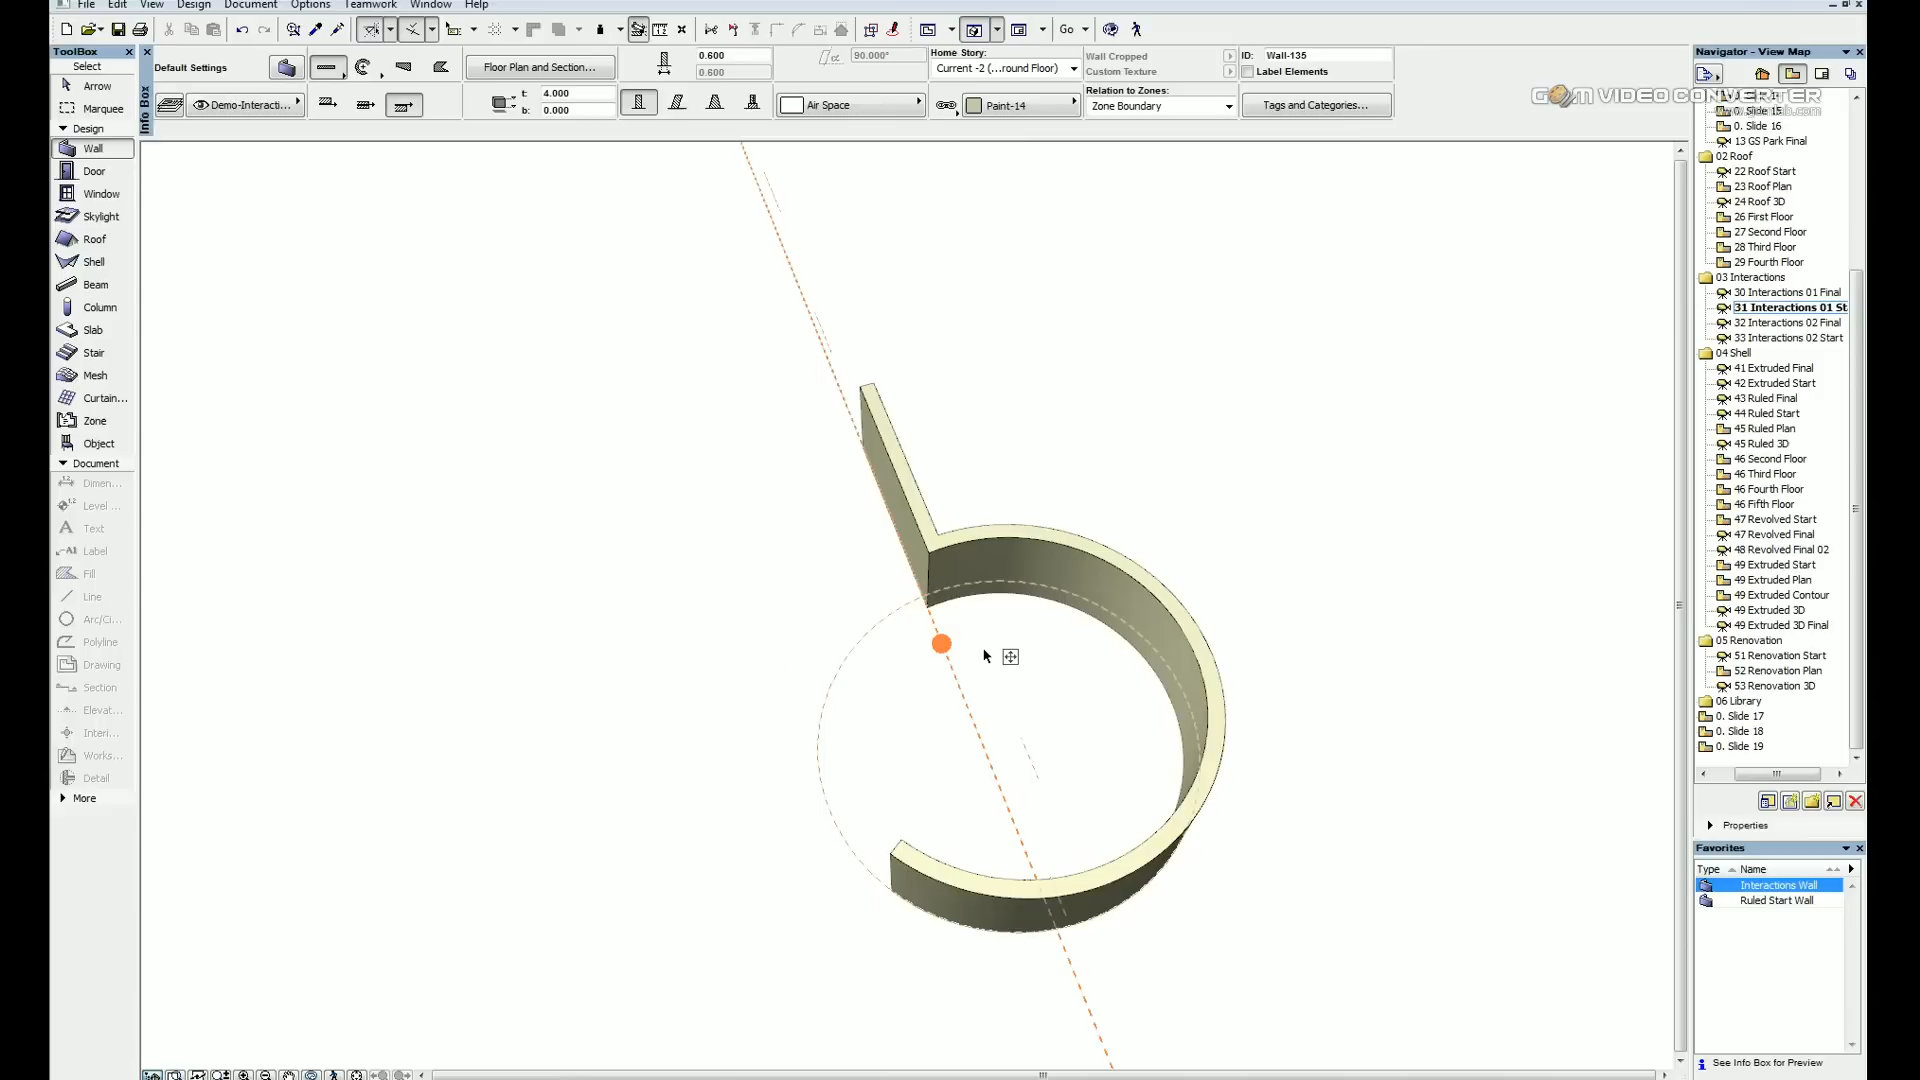 File Edit View Design Document Options Teamwork Window Help
Go
ToolBox
Select
Arrow
Marquee
Design
Wall
Door
Window
Skylight
Roof
Shell
Beam
Column
Slab
Stair
Mesh
Curtain...
Zone
Object
Document
Dimen...
Level ...
Text
Label
Fill
Line
Arc/Ci...
Polyline
Drawing
Section
Elevat...
Interi...
Works...
Detail
More
Info Box
Default Settings
Demo-Interacti...
Floor Plan and Section...
t: 4.000
b: 0.000
0.600
0.600
90.000°
Air Space
Home Story:
Current -2 (...round Floor)
Paint-14
Wall Cropped
Custom Texture
Relation to Zones:
Zone Boundary
ID: Wall-135
Label Elements
Tags and Categories...
GOM VIDEO CONVERTER
Navigator - View Map
0. Slide 15
0. Slide 16
13 GS Park Final
02 Roof
22 Roof Start
23 Roof Plan
24 Roof 3D
26 First Floor
27 Second Floor
28 Third Floor
29 Fourth Floor
03 Interactions
30 Interactions 01 Final
31 Interactions 01 St
32 Interactions 02 Final
33 Interactions 02 Start
04 Shell
41 Extruded Final
42 Extruded Start
43 Ruled Final
44 Ruled Start
45 Ruled Plan
45 Ruled 3D
46 Second Floor
46 Third Floor
46 Fourth Floor
46 Fifth Floor
47 Revolved Start
47 Revolved Final
48 Revolved Final 02
49 Extruded Start
49 Extruded Plan
49 Extruded Contour
49 Extruded 3D
49 Extruded 3D Final
05 Renovation
51 Renovation Start
52 Renovation Plan
53 Renovation 3D
06 Library
0. Slide 17
0. Slide 18
0. Slide 19
Properties
Favorites
Type Name
Interactions Wall
Ruled Start Wall
See Info Box for Preview